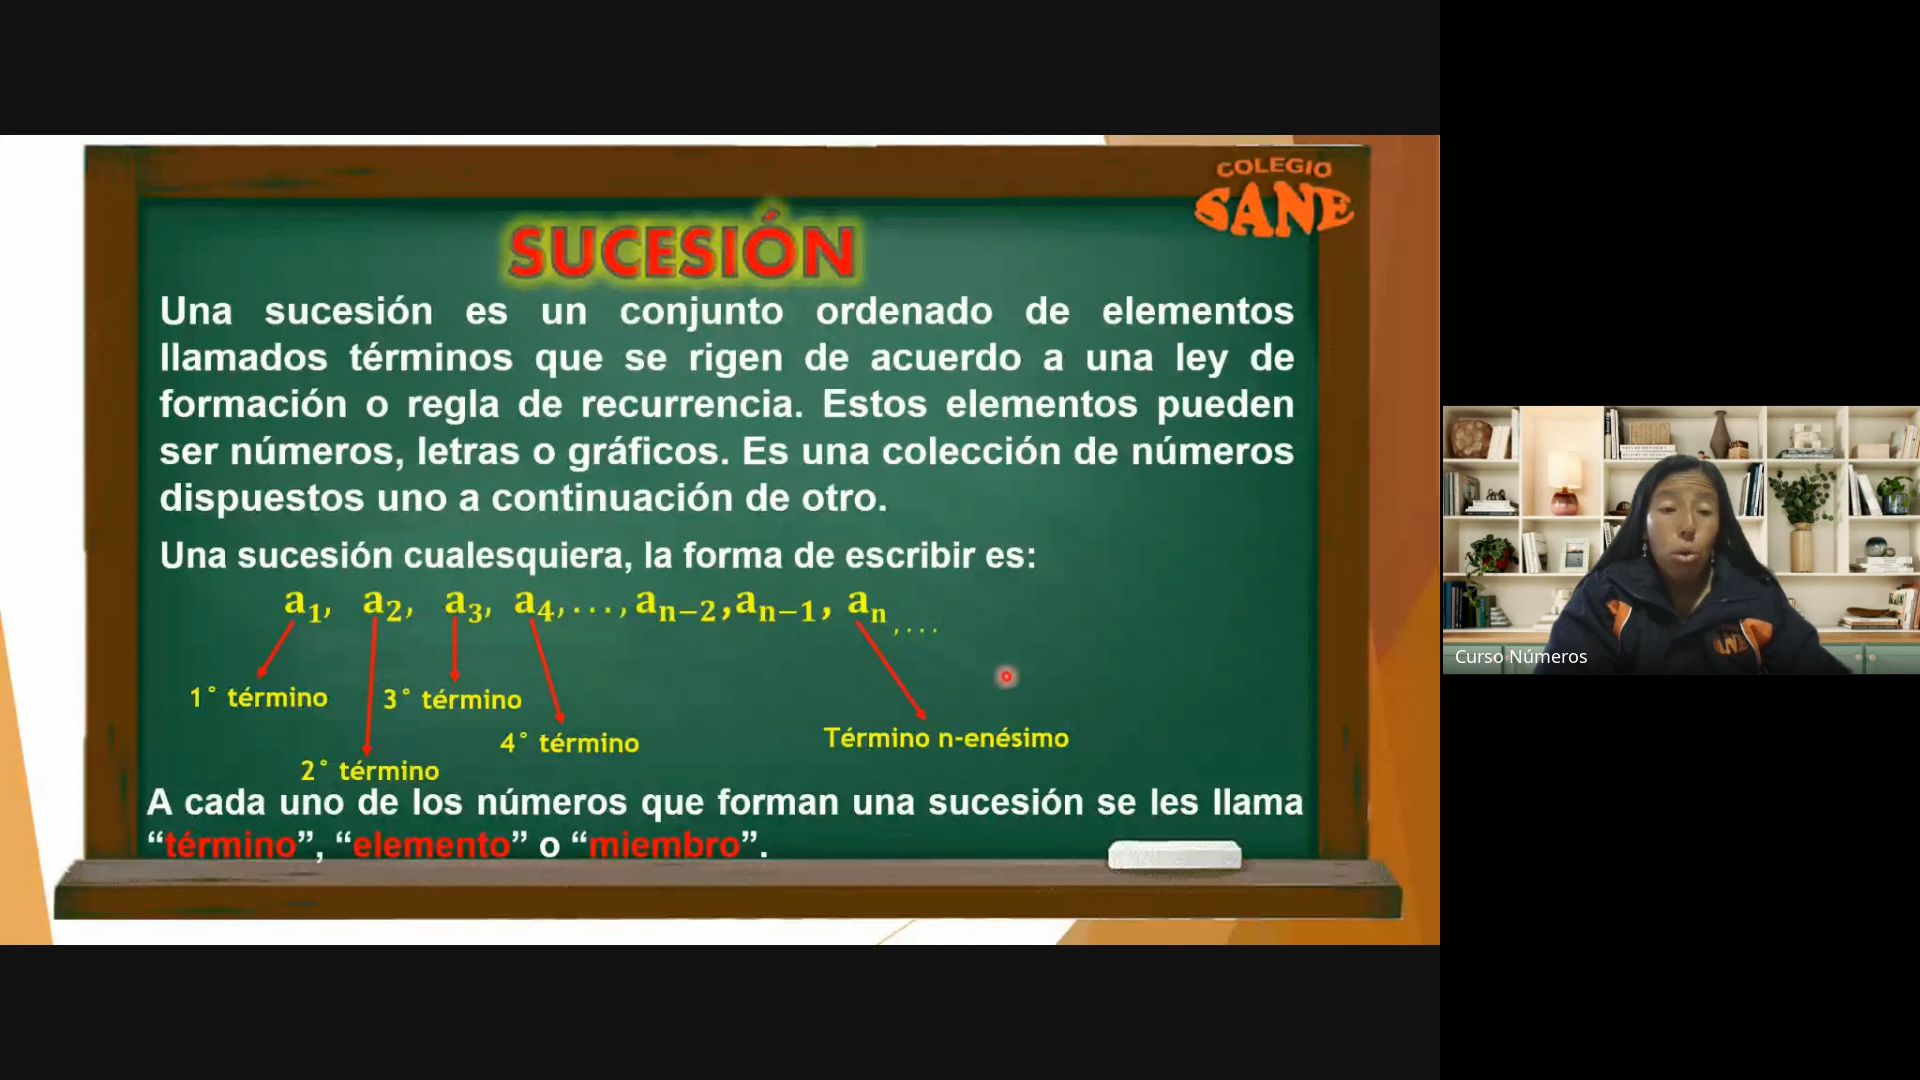 COLEGIO
SANE
SUCESIÓN
Una sucesión es un conjunto ordenado de elementos
llamados términos que se rigen de acuerdo a una ley de
formación o regla de recurrencia. Estos elementos pueden
ser números, letras o gráficos. Es una colección de números
dispuestos uno a continuación de otro.
Una sucesión cualesquiera, la forma de escribir es:
a₁, a₂, a₃, a₄,...,aₙ₋₂,aₙ₋₁, aₙ,...
1° término
3° término
4° término
Término n-enésimo
2° término
A cada uno de los números que forman una sucesión se les llama
“término”, “elemento” o “miembro”.
Curso Números